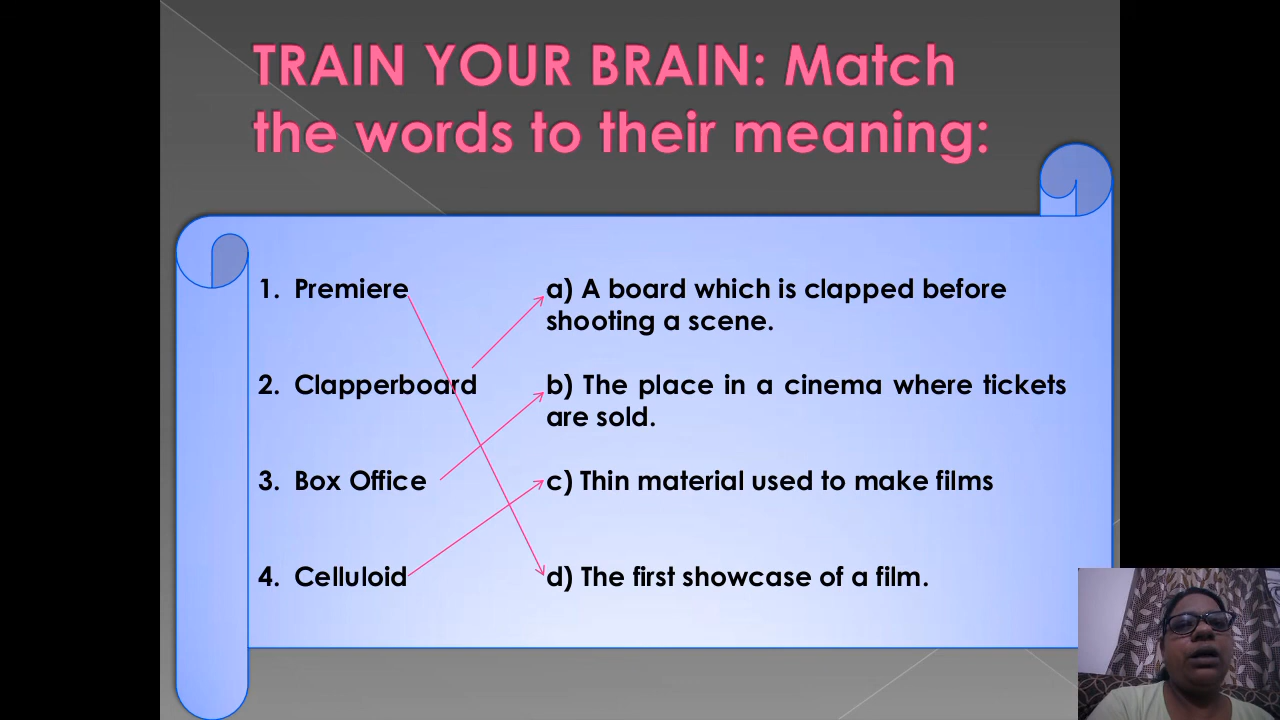 TRAIN YOUR BRAIN: Match
the words to their meaning:
1. Premiere
a) A board which is clapped before
shooting a scene.
2. Clapperboard
b) The place in a cinema where tickets
are sold.
3. Box Office
c) Thin material used to make films
4. Celluloid
d) The first showcase of a film.